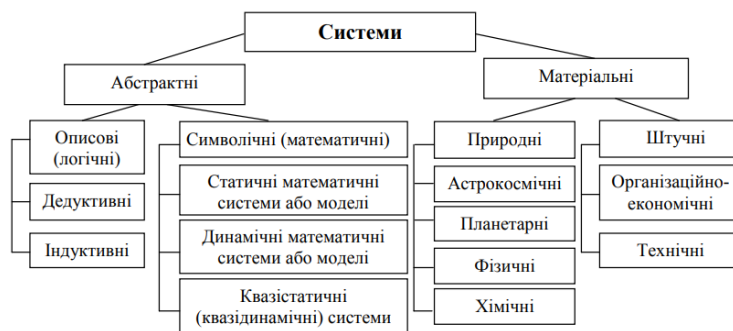 Системи
Абстрактні
Матеріальні
Описові
(логічні)
Дедуктивні
Індуктивні
Символічні (математичні)
Статичні математичні
системи або моделі
Динамічні математичні
системи або моделі
Квазістатичні
(квазідинамічні) системи
Природні
Астрокосмічні
Планетарні
Фізичні
Хімічні
Штучні
Організаційно-
економічні
Технічні